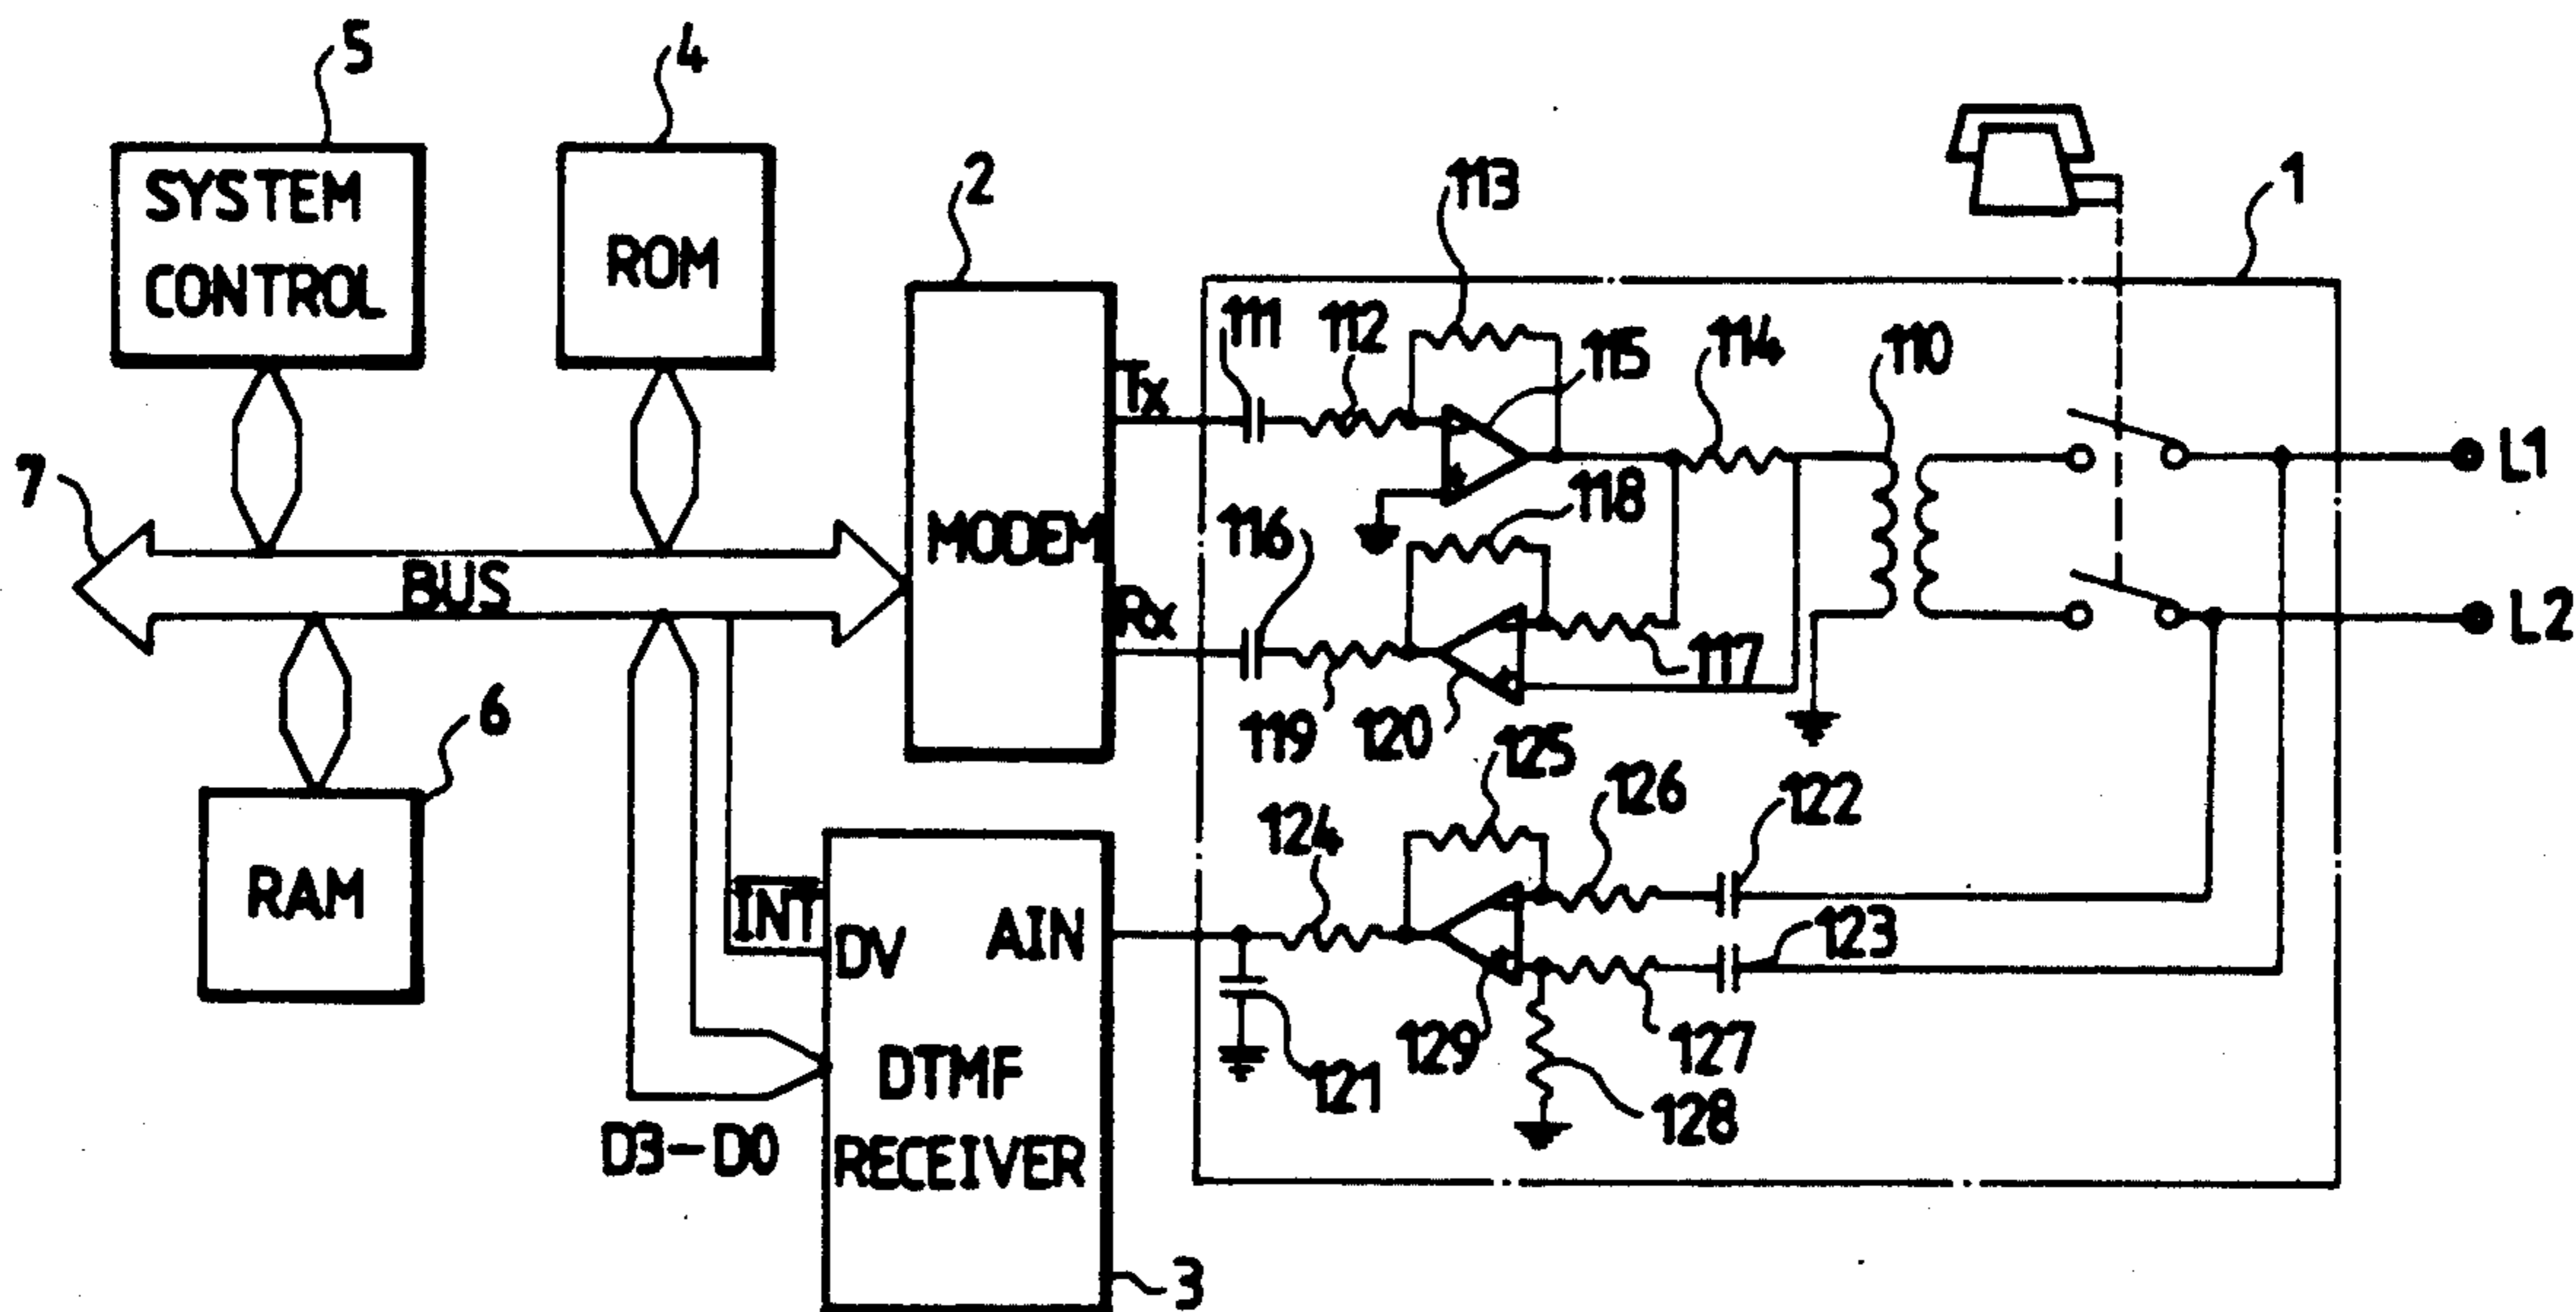 5
4
SYSTEM
CONTROL
ROM
2
113
1
111
112
115
114
110
Tx
L1
7
BUS
MODEM
116
118
Rx
117
L2
119
120
6
125
126
122
124
RAM
INT
DV
AIN
123
129
127
121
128
DTMF
RECEIVER
D3-D0
3